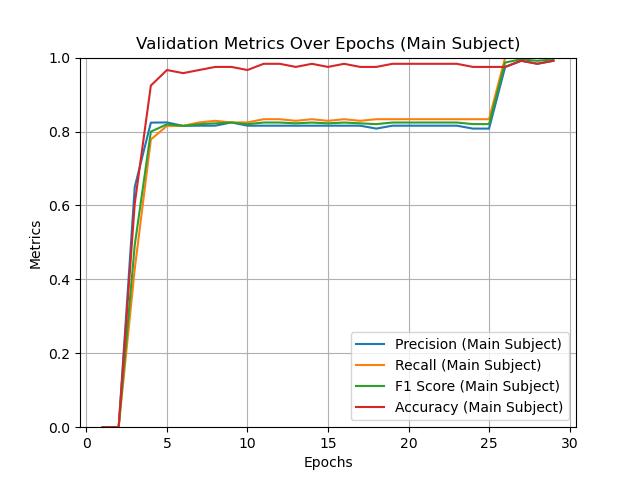 Validation Metrics Over Epochs (Main Subject)
1.0
0.8
0.6
0.4
0.2
0.0
Metrics
0 5 10 15 20 25 30
Epochs
Precision (Main Subject)
Recall (Main Subject)
F1 Score (Main Subject)
Accuracy (Main Subject)